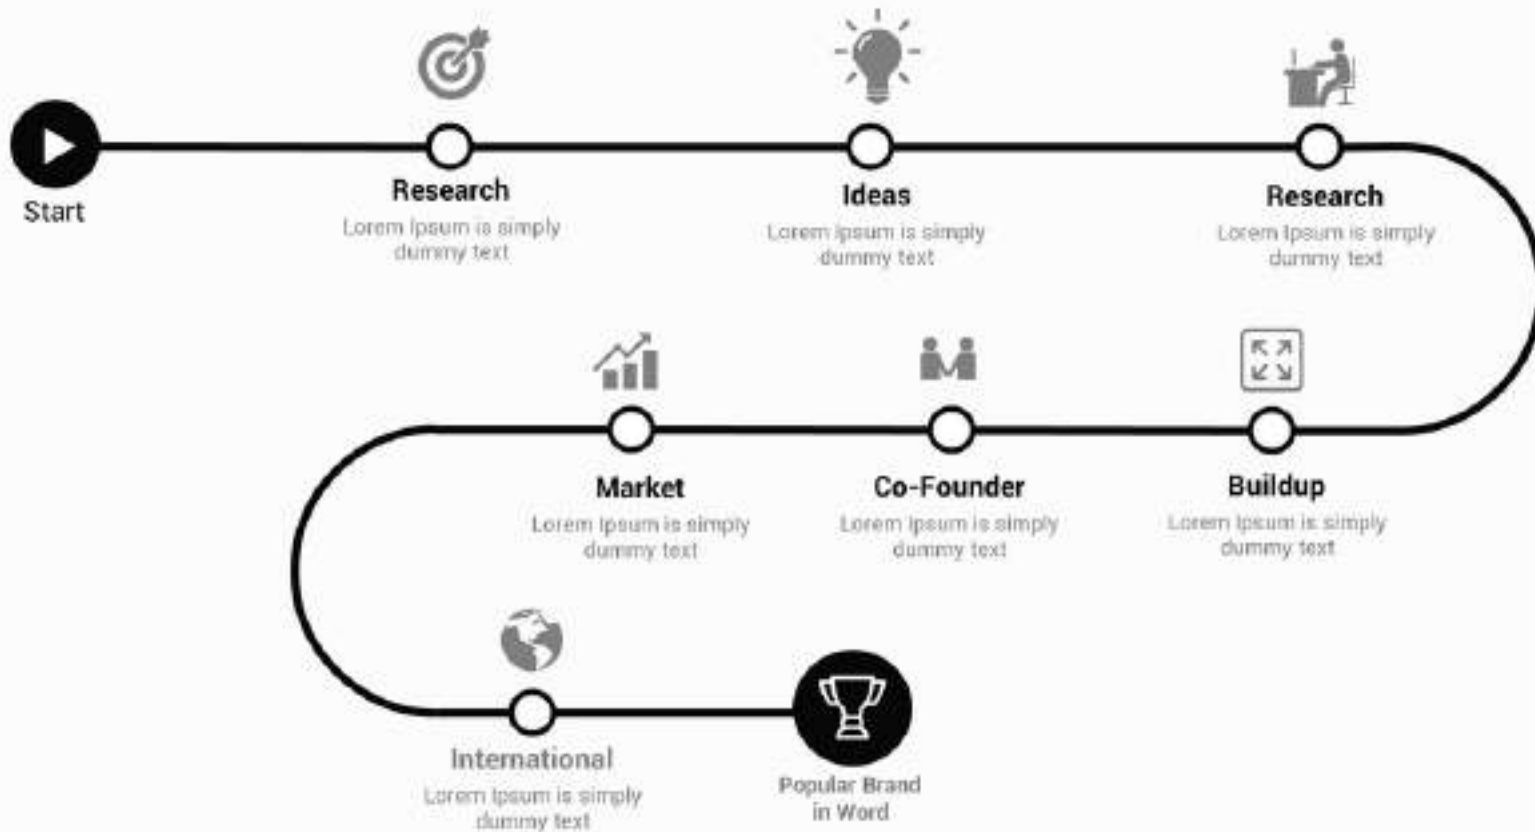 Start
Research
Lorem Ipsum is simply
dummy text
Ideas
Lorem Ipsum is simply
dummy text
Research
Lorem Ipsum is simply
dummy text
Buildup
Lorem Ipsum is simply
dummy text
Co-Founder
Lorem Ipsum is simply
dummy text
Market
Lorem Ipsum is simply
dummy text
International
Lorem Ipsum is simply
dummy text
Popular Brand
in Word